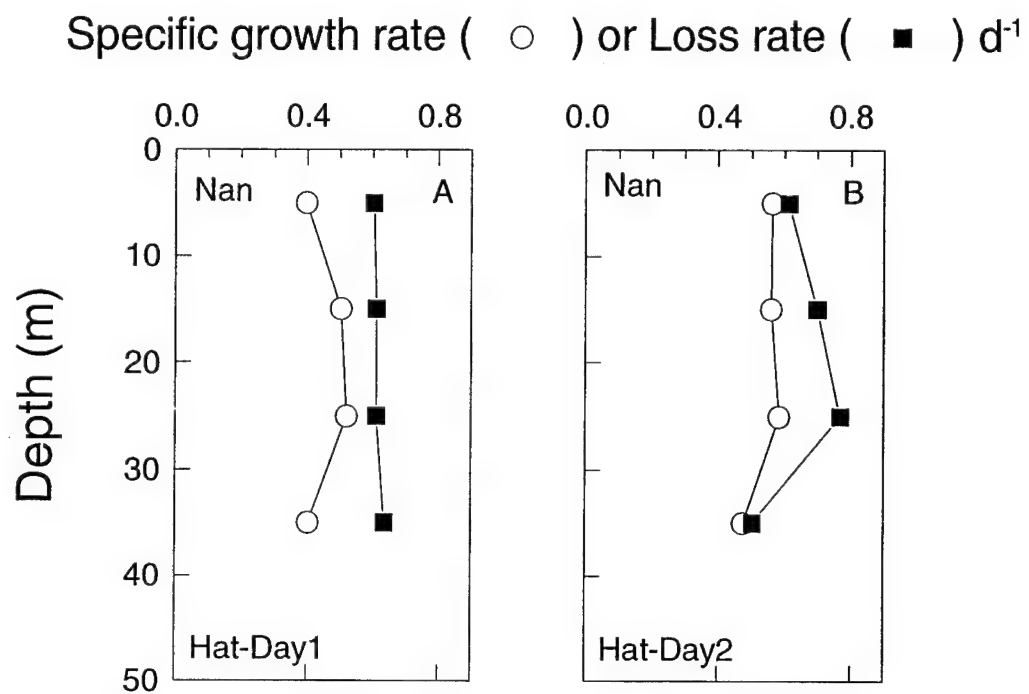 Specific growth rate ( ○ ) or Loss rate ( ■ ) d-1
0.0 0.4 0.8 0.0 0.4 0.8
0
Nan A
Nan B
10
20
30
40
50
Depth (m)
Hat-Day1
Hat-Day2